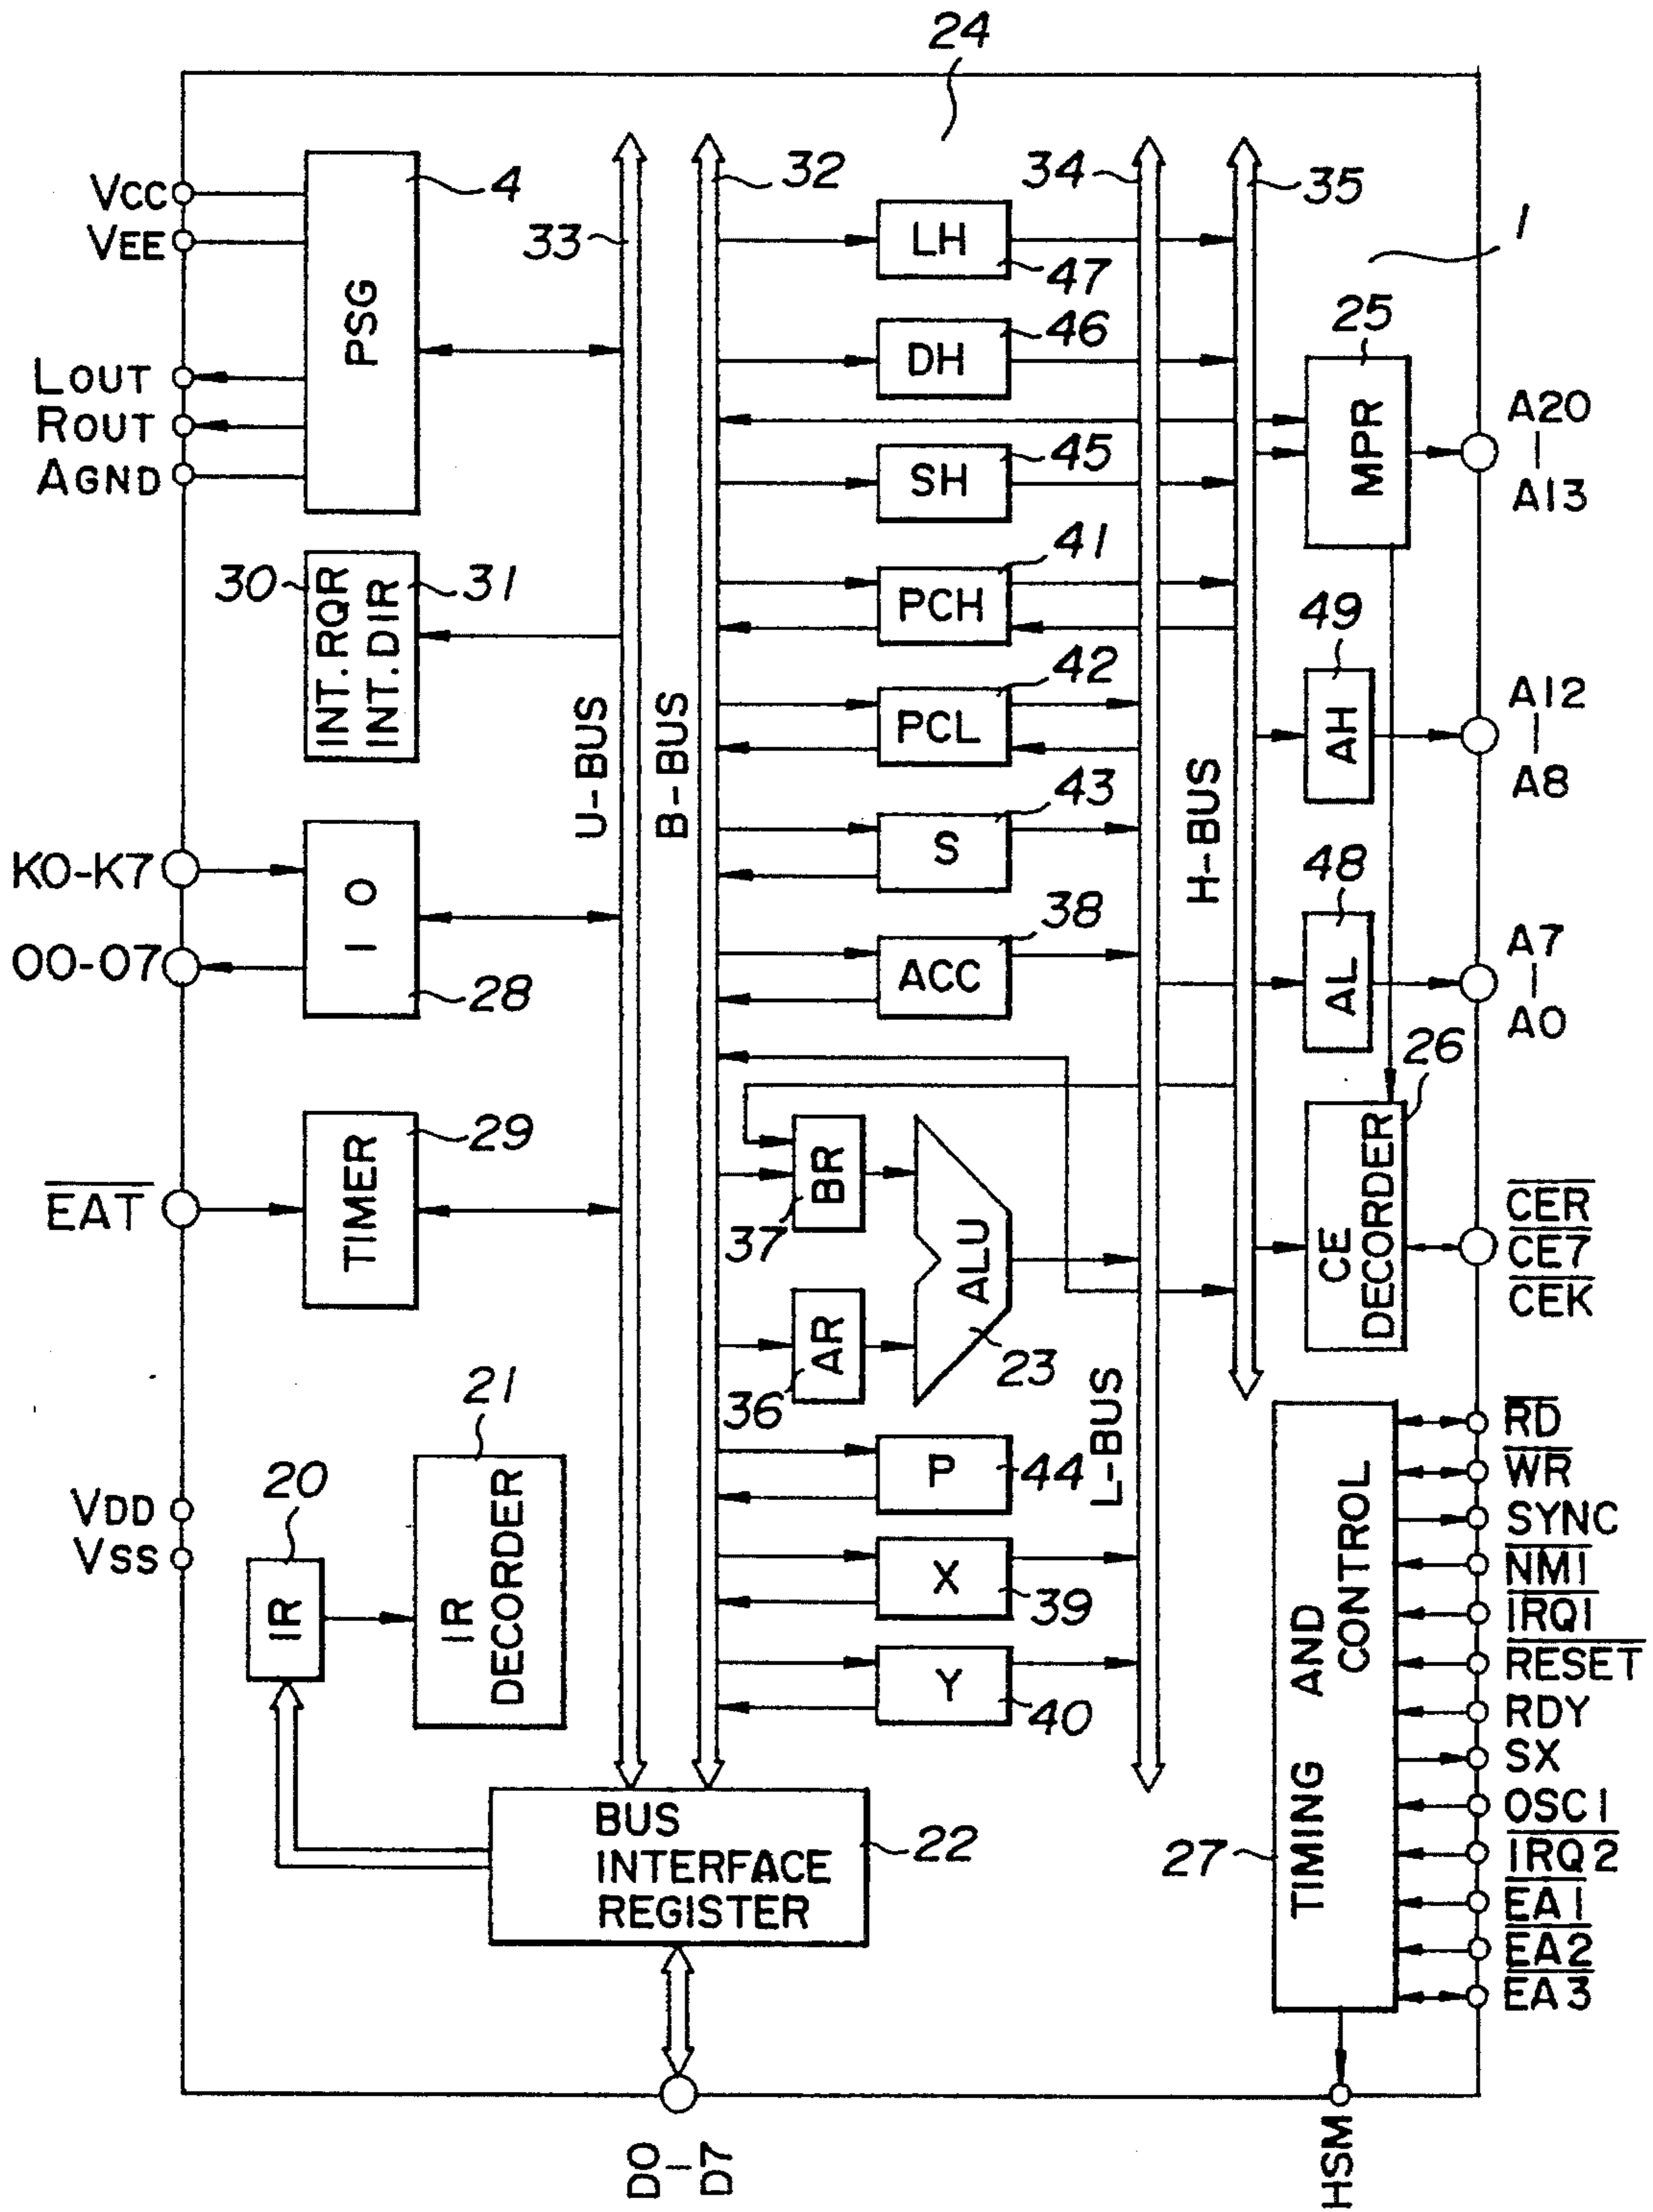 24
VCC
VEE
LOUT
ROUT
AGND
PSG
4
33
32
34
35
1
LH
47
DH
46
SH
45
PCH
41
PCL
42
S
43
ACC
38
25
MPR
A20
|
A13
49
AH
A12
|
A8
48
AL
A7
|
A0
30
INT.RQR
INT.DIR
31
U-BUS
B-BUS
H-BUS
L-BUS
K0-K7
O0-O7
I O
28
EAT
TIMER
29
BR
37
AR
36
ALU
23
26
CE
DECORDER
CER
CE7
CEK
P
44
X
39
Y
40
VDD
VSS
20
IR
21
IR
DECORDER
BUS
INTERFACE
REGISTER
22
27
TIMING AND
CONTROL
RD
WR
SYNC
NMI
IRQ1
RESET
RDY
SX
OSC1
IRQ2
EA1
EA2
EA3
D0
|
D7
HSM